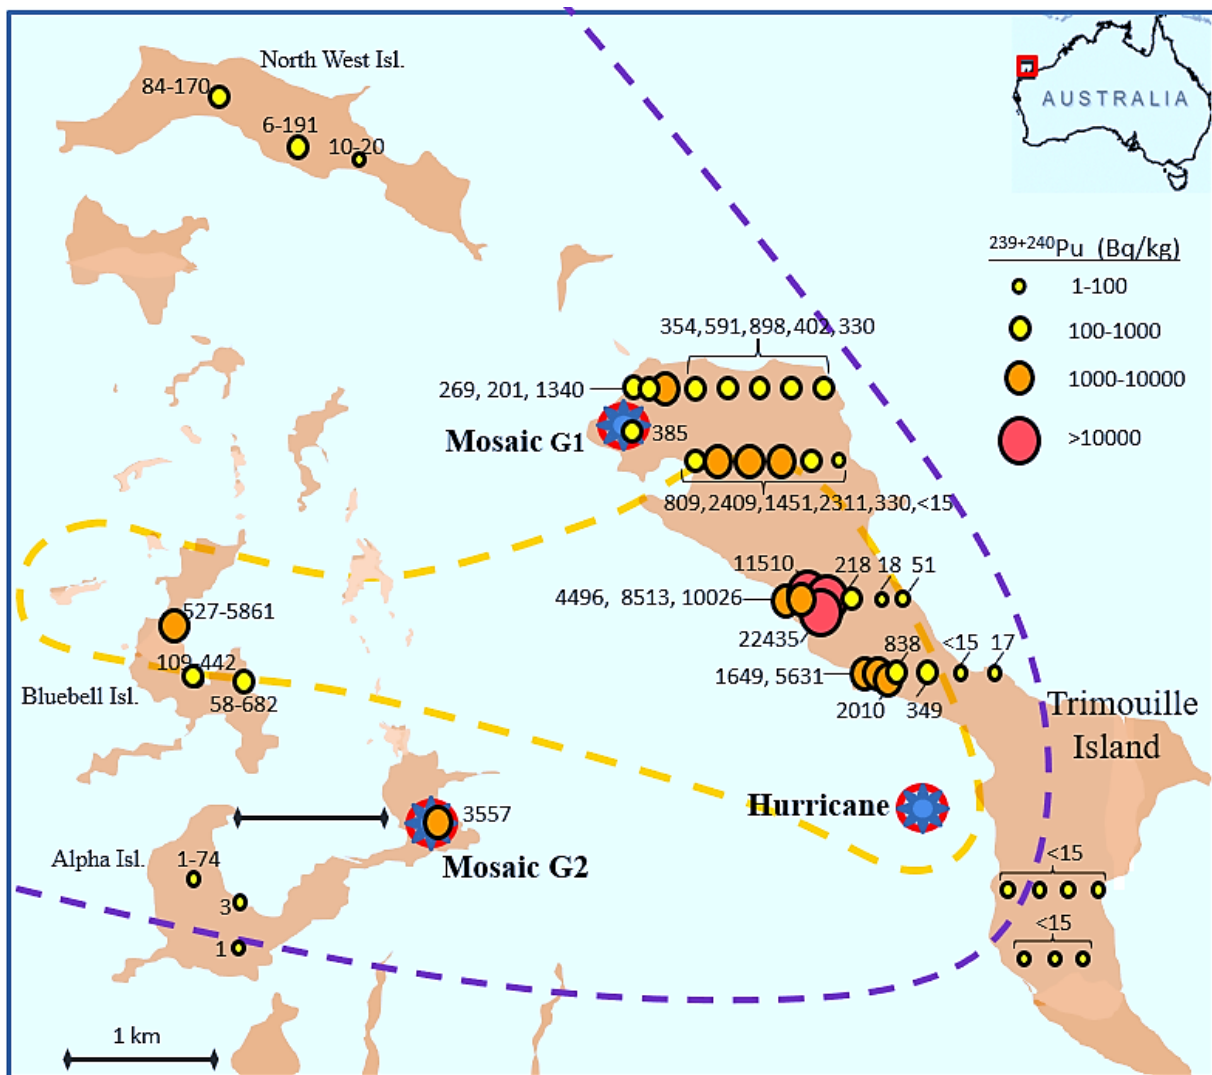 North West Isl.
84-170
6-191
10-20
AUSTRALIA
239+240Pu (Bq/kg)
1-100
100-1000
1000-10000
>10000
354,591,898,402,330
269, 201, 1340
Mosaic G1
385
809,2409,1451,2311,330,<15
11510
218
18
51
4496, 8513, 10026
22435
527-5861
109-442
58-682
Bluebell Isl.
838
<15
17
1649, 5631
2010
349
Trimouille
Island
Hurricane
3557
Mosaic G2
Alpha Isl.
1-74
3
1
<15
<15
1 km